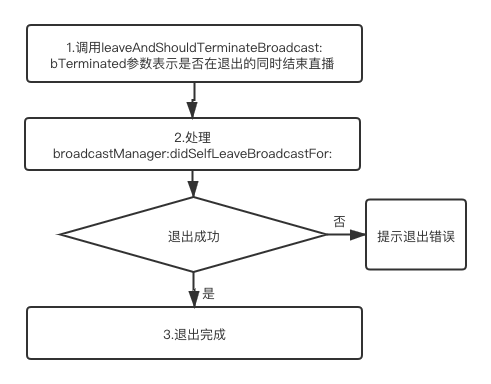 1.调用leaveAndShouldTerminateBroadcast:
bTerminated参数表示是否在退出的同时结束直播
2.处理
broadcastManager:didSelfLeaveBroadcastFor:
退出成功
否
提示退出错误
是
3.退出完成